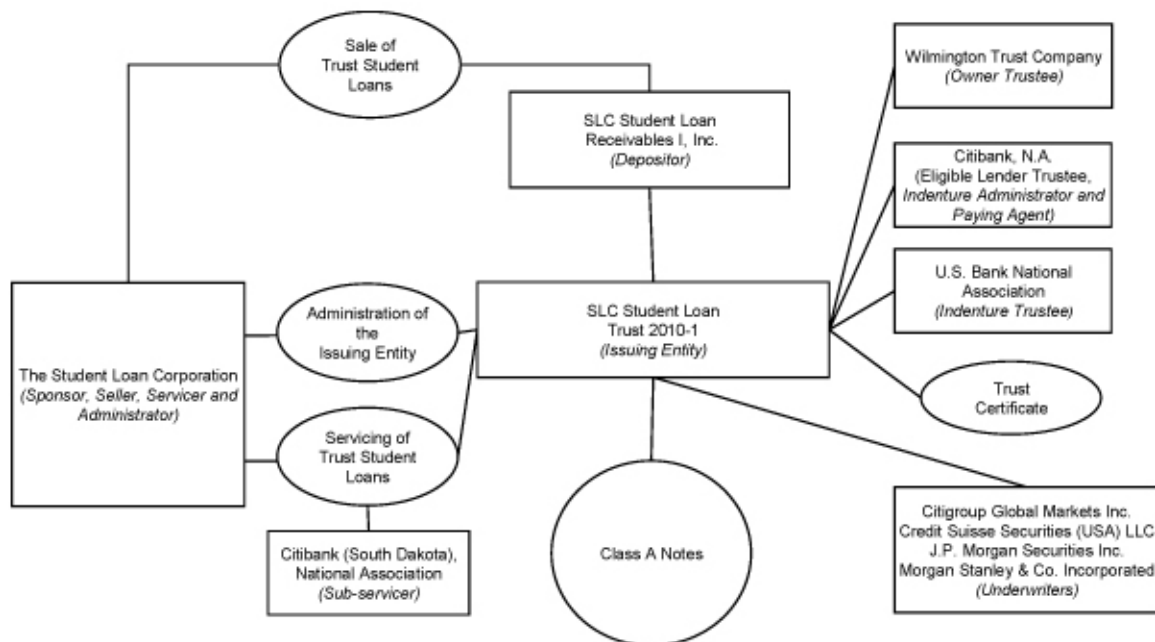 Sale of
Trust Student
Loans
Wilmington Trust Company
(Owner Trustee)
SLC Student Loan
Receivables I, Inc.
(Depositor)
Citibank, N.A.
(Eligible Lender Trustee,
Indenture Administrator and
Paying Agent)
U.S. Bank National
Association
(Indenture Trustee)
The Student Loan Corporation
(Sponsor, Seller, Servicer and
Administrator)
Administration of
the
Issuing Entity
SLC Student Loan
Trust 2010-1
(Issuing Entity)
Trust
Certificate
Servicing of
Trust Student
Loans
Citibank (South Dakota),
National Association
(Sub-servicer)
Class A Notes
Citigroup Global Markets Inc.
Credit Suisse Securities (USA) LLC
J.P. Morgan Securities Inc.
Morgan Stanley & Co. Incorporated
(Underwriters)